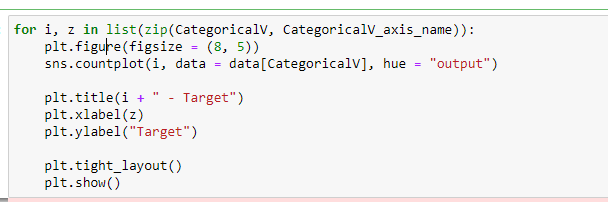 for i, z in list(zip(CategoricalV, CategoricalV_axis_name)):
    plt.figure(figsize = (8, 5))
    sns.countplot(i, data = data[CategoricalV], hue = "output")

    plt.title(i + " - Target")
    plt.xlabel(z)
    plt.ylabel("Target")

    plt.tight_layout()
    plt.show()